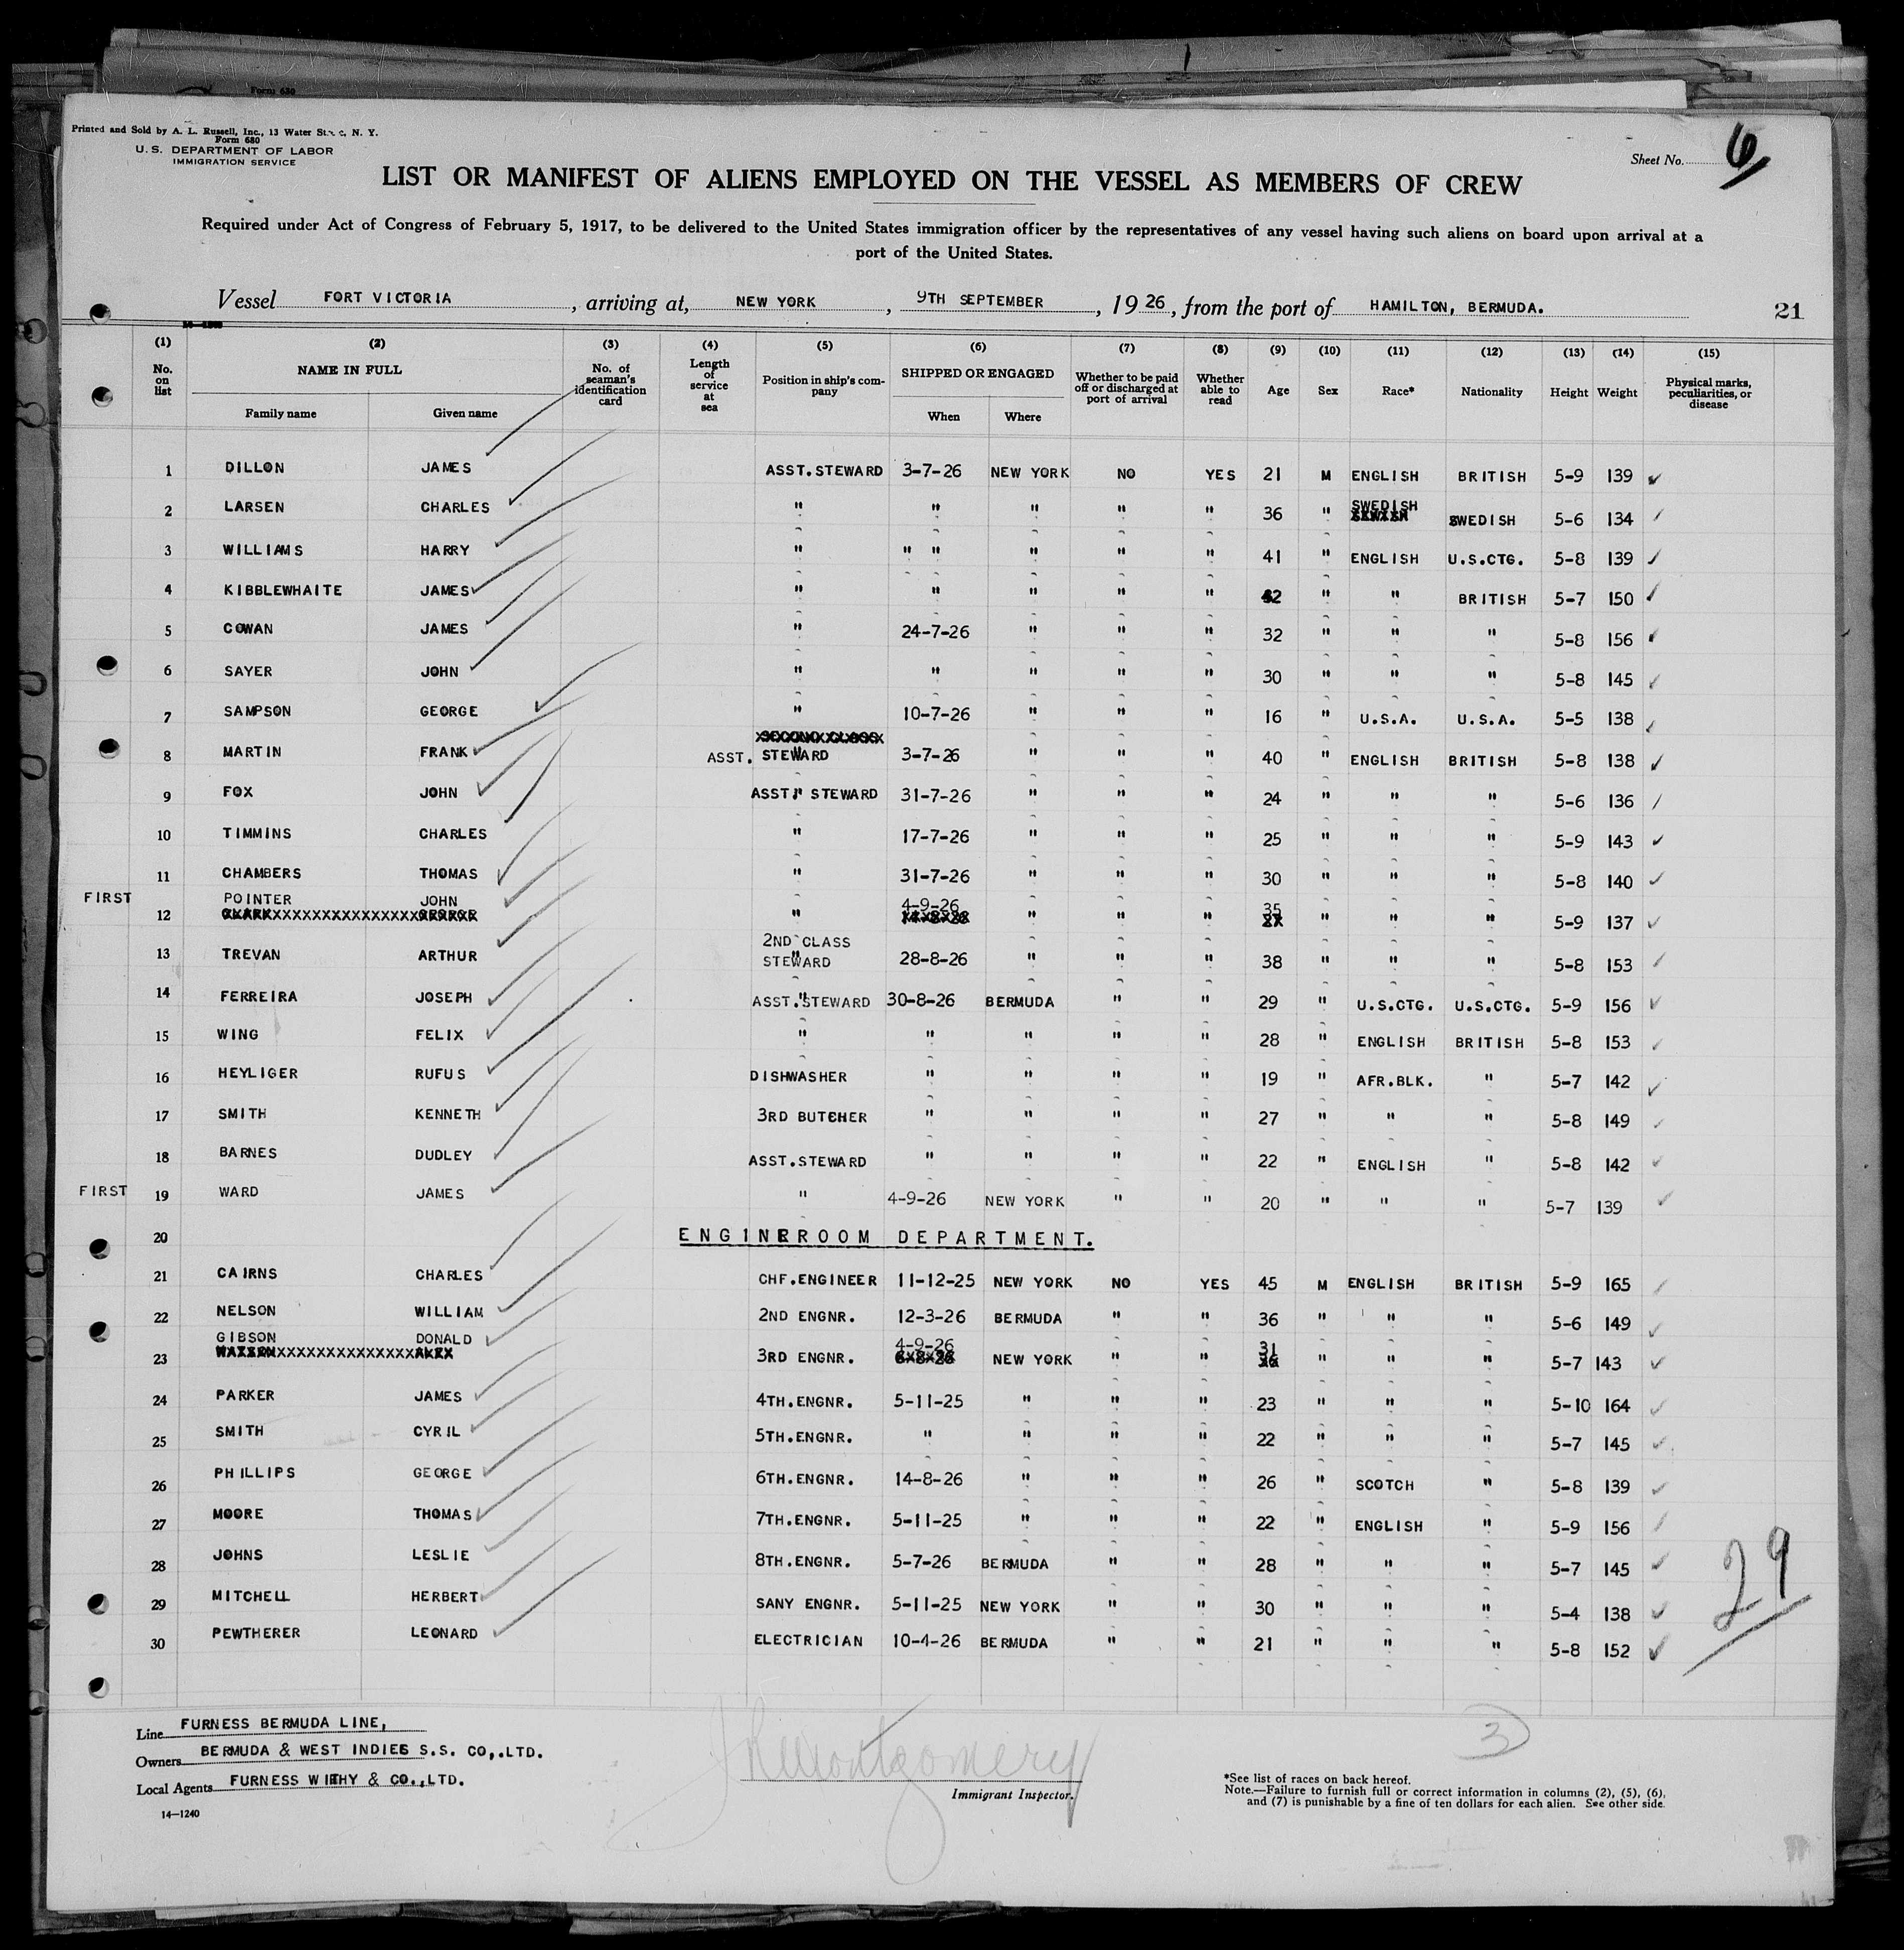 Form 630
Printed and Sold by A. L. Russell, Inc., 13 Water St., N. Y.
Form 680
U. S. DEPARTMENT OF LABOR
IMMIGRATION SERVICE
Sheet No. 6
LIST OR MANIFEST OF ALIENS EMPLOYED ON THE VESSEL AS MEMBERS OF CREW
Required under Act of Congress of February 5, 1917, to be delivered to the United States immigration officer by the representatives of any vessel having such aliens on board upon arrival at a
port of the United States.
Vessel FORT VICTORIA, arriving at, NEW YORK, 9TH SEPTEMBER, 1926, from the port of HAMILTON, BERMUDA. 21
(1) No. on list (2) NAME IN FULL Family name Given name (3) No. of seaman's identification card (4) Length of service at sea (5) Position in ship's company (6) SHIPPED OR ENGAGED When Where (7) Whether to be paid off or discharged at port of arrival (8) Whether able to read (9) Age (10) Sex (11) Race* (12) Nationality (13) Height (14) Weight (15) Physical marks, peculiarities, or disease
1 DILLON JAMES ASST.STEWARD 3-7-26 NEW YORK NO YES 21 M ENGLISH BRITISH 5-9 139
2 LARSEN CHARLES " " " " " 36 " SWEDISH SWEDISH 5-6 134
3 WILLIAMS HARRY " " " " " " 41 " ENGLISH U.S.CTG. 5-8 139
4 KIBBLEWHAITE JAMES " " " " " 42 " " BRITISH 5-7 150
5 COWAN JAMES " 24-7-26 " " " 32 " " " 5-8 156
6 SAYER JOHN " " " " " 30 " " " 5-8 145
7 SAMPSON GEORGE " 10-7-26 " " " 16 " U.S.A. U.S.A. 5-5 138
8 MARTIN FRANK ASST. STEWARD 3-7-26 " " " 40 " ENGLISH BRITISH 5-8 138
9 FOX JOHN ASST. STEWARD 31-7-26 " " " 24 " " " 5-6 136
10 TIMMINS CHARLES " 17-7-26 " " " 25 " " " 5-9 143
11 CHAMBERS THOMAS " 31-7-26 " " " 30 " " " 5-8 140
FIRST 12 POINTER JOHN " 4-9-26 " " " 35 " " " 5-9 137
13 TREVAN ARTHUR 2ND CLASS STEWARD 28-8-26 " " " 38 " " " 5-8 153
14 FERREIRA JOSEPH ASST.STEWARD 30-8-26 BERMUDA " " 29 " U.S.CTG. U.S.CTG. 5-9 156
15 WING FELIX " " " " " 28 " ENGLISH BRITISH 5-8 153
16 HEYLIGER RUFUS DISHWASHER " " " " 19 " AFR.BLK. " 5-7 142
17 SMITH KENNETH 3RD BUTCHER " " " " 27 " " " 5-8 149
18 BARNES DUDLEY ASST.STEWARD " " " " 22 " ENGLISH " 5-8 142
FIRST 19 WARD JAMES " 4-9-26 NEW YORK " " 20 " " " 5-7 139
20 ENGINEROOM DEPARTMENT.
21 CAIRNS CHARLES CHF.ENGINEER 11-12-25 NEW YORK NO YES 45 M ENGLISH BRITISH 5-9 165
22 NELSON WILLIAM 2ND ENGNR. 12-3-26 BERMUDA " " 36 " " " 5-6 149
23 GIBSON DONALD 3RD ENGNR. 4-9-26 NEW YORK " " 31 " " " 5-7 143
24 PARKER JAMES 4TH.ENGNR. 5-11-25 " " " 23 " " " 5-10 164
25 SMITH CYRIL 5TH.ENGNR. " " " " 22 " " " 5-7 145
26 PHILLIPS GEORGE 6TH.ENGNR. 14-8-26 " " " 26 " SCOTCH " 5-8 139
27 MOORE THOMAS 7TH.ENGNR. 5-11-25 " " " 22 " ENGLISH " 5-9 156
28 JOHNS LESLIE 8TH.ENGNR. 5-7-26 BERMUDA " " 28 " " " 5-7 145
29 MITCHELL HERBERT SANY ENGNR. 5-11-25 NEW YORK " " 30 " " " 5-4 138
30 PEWTHERER LEONARD ELECTRICIAN 10-4-26 BERMUDA " " 21 " " " 5-8 152
29
Line FURNESS BERMUDA LINE,
Owners BERMUDA & WEST INDIES S.S. CO,.LTD.
Local Agents FURNESS WITHY & CO.,LTD.
14—1240
Montgomery
Immigrant Inspector.
3
*See list of races on back hereof.
Note.—Failure to furnish full or correct information in columns (2), (5), (6),
and (7) is punishable by a fine of ten dollars for each alien. See other side.